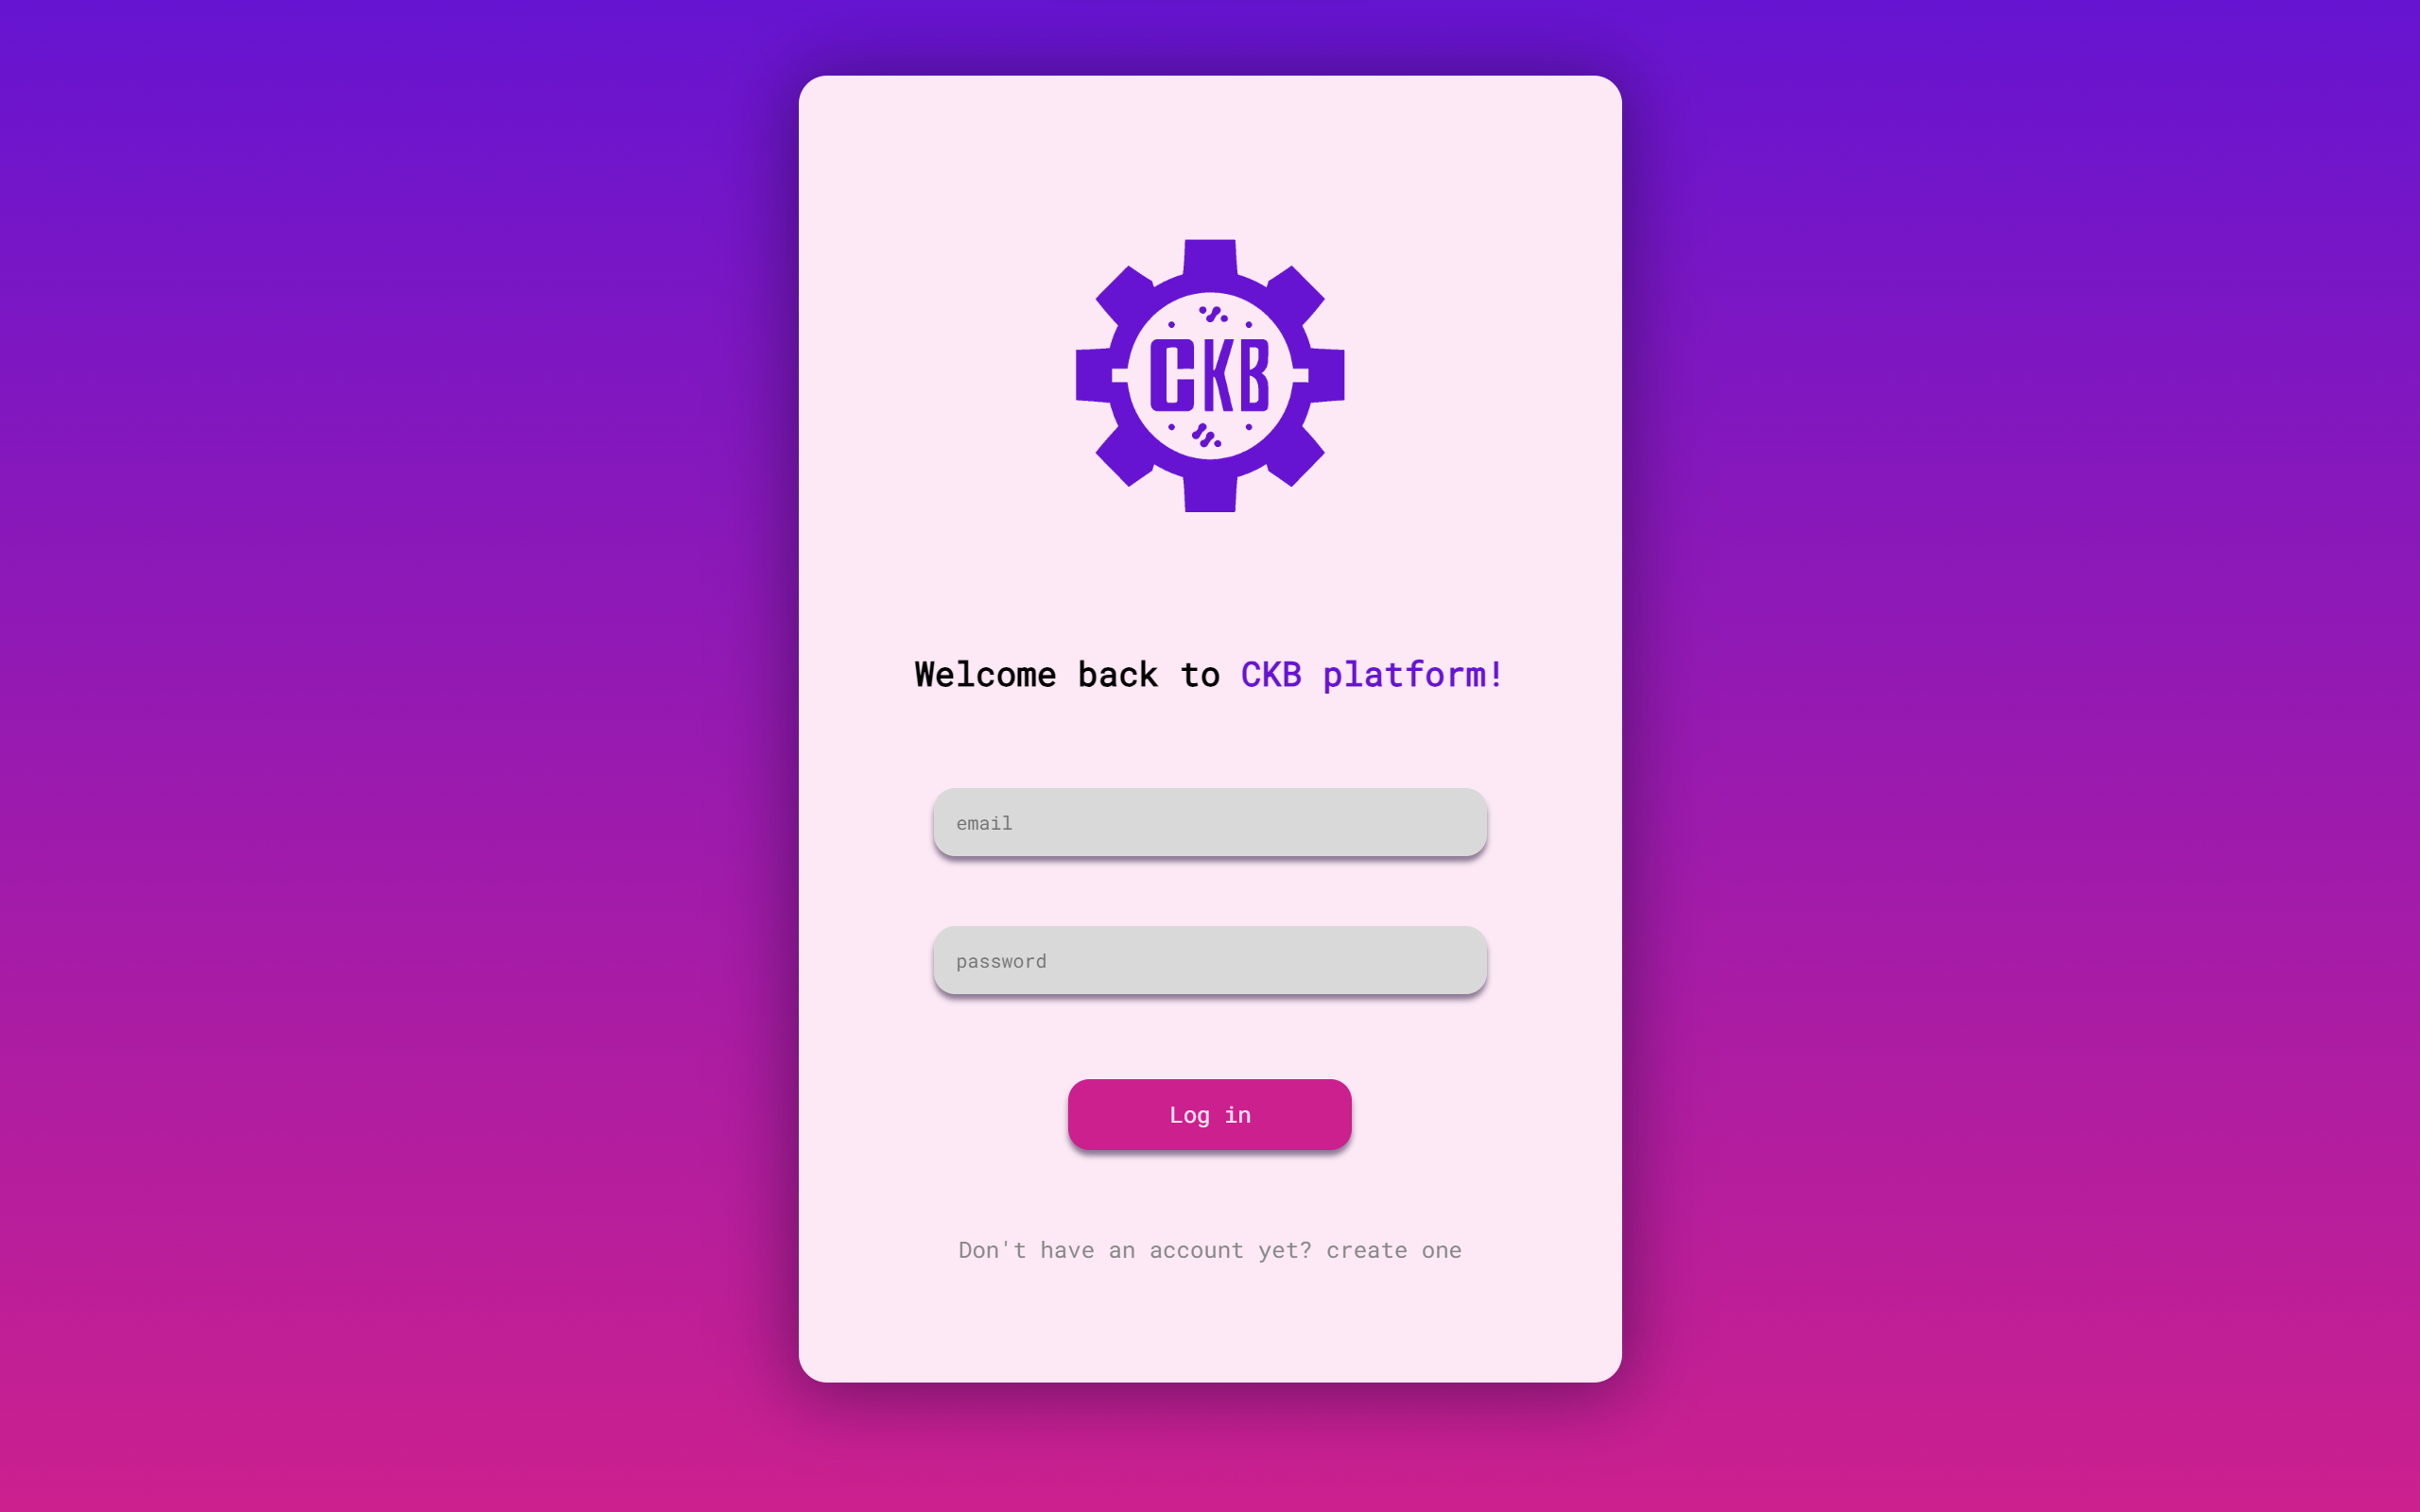 CKB
Welcome back to CKB platform!
email
password
Log in
Don't have an account yet? create one